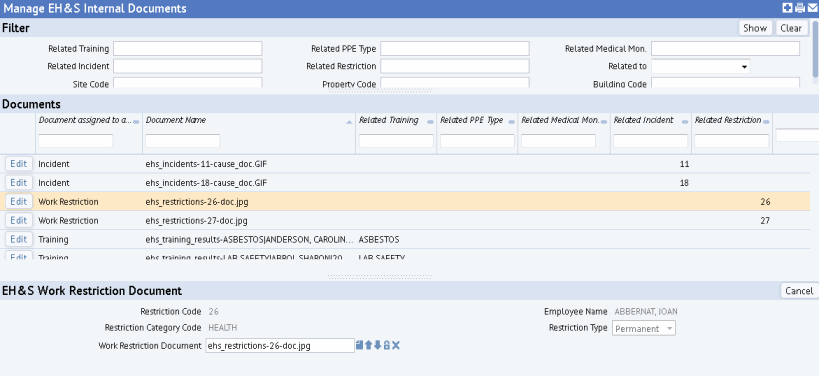 Manage EH&S Internal Documents
Filter Show Clear
Related Training Related PPE Type Related Medical Mon.
Related Incident Related Restriction Related to
Site Code Property Code Building Code
Documents
Document assigned to a... Document Name Related Training Related PPE Type Related Medical Mon. Related Incident Related Restriction
Edit Incident ehs_incidents-11-cause_doc.GIF 11
Edit Incident ehs_incidents-18-cause_doc.GIF 18
Edit Work Restriction ehs_restrictions-26-doc.jpg 26
Edit Work Restriction ehs_restrictions-27-doc.jpg 27
Edit Training ehs_training_results-ASBESTOS|ANDERSON, CAROLIN... ASBESTOS
Edit Training ehs_training_results-LAB SAFETY|ABROL SHARON|20... LAB SAFETY
EH&S Work Restriction Document Cancel
Restriction Code 26 Employee Name ABBERNAT, JOAN
Restriction Category Code HEALTH Restriction Type Permanent
Work Restriction Document ehs_restrictions-26-doc.jpg